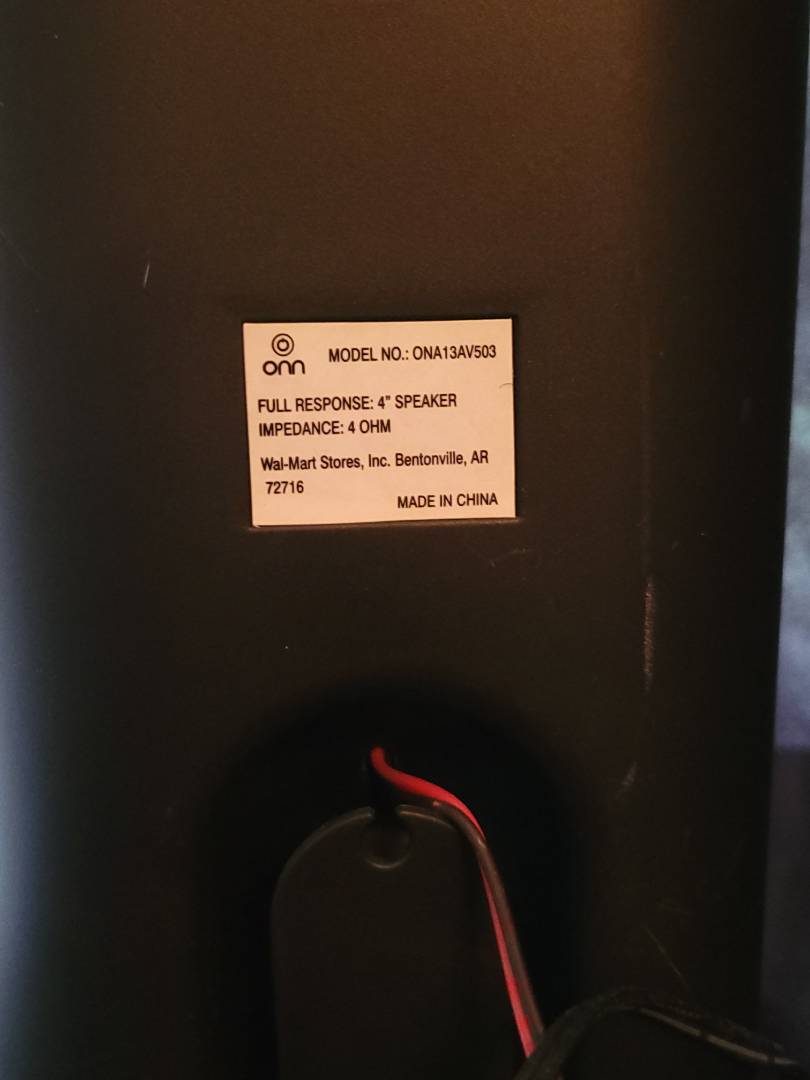 onn
MODEL NO.: ONA13AV503
FULL RESPONSE: 4" SPEAKER
IMPEDANCE: 4 OHM
Wal-Mart Stores, Inc. Bentonville, AR
72716
MADE IN CHINA